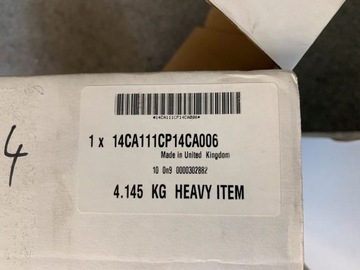 *14CA111CP14CA006*
1 x 14CA111CP14CA006
Made in United Kingdom
10 0n9 0000302882
4.145 KG HEAVY ITEM
4